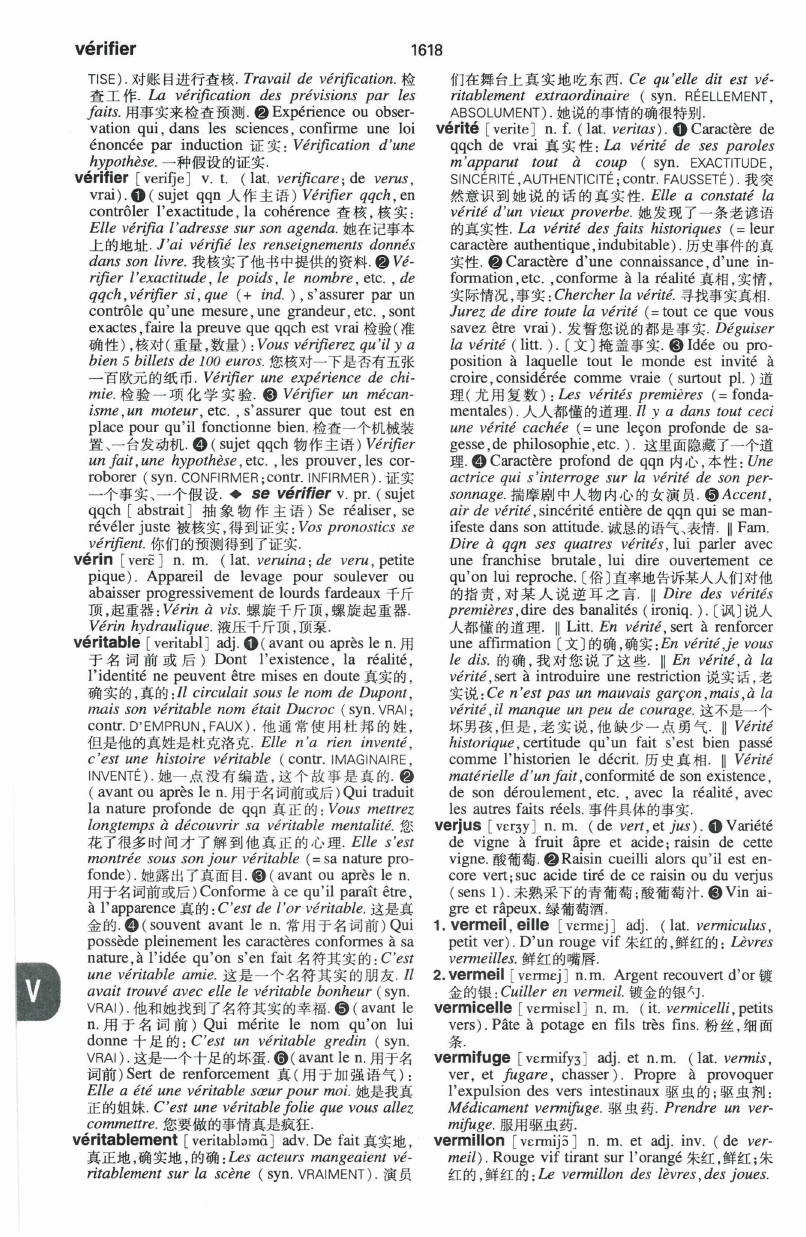 vérifier
1618
TISE). 对账目进行查核. Travail de vérification. 检
查工作. La vérification des prévisions par les
faits. 用事实来检查预测. ❷ Expérience ou obser-
vation qui, dans les sciences, confirme une loi
énoncée par induction 证实: Vérification d'une
hypothèse. 一种假设的证实.
vérifier [verifje] v. t. (lat. verificare; de verus,
vrai). ❶ (sujet qqn 人作主语) Vérifier qqch, en
contrôler l'exactitude, la cohérence 查核, 核实:
Elle vérifia l'adresse sur son agenda. 她在记事本
上的地址. J'ai vérifié les renseignements donnés
dans son livre. 我核实了他书中提供的资料. ❷ Vé-
rifier l'exactitude, le poids, le nombre, etc., de
qqch, vérifier si, que (+ ind.), s'assurer par un
contrôle qu'une mesure, une grandeur, etc., sont
exactes, faire la preuve que qqch est vrai 检验(准
确性), 核对(重量, 数量): Vous vérifierez qu'il y a
bien 5 billets de 100 euros. 您核对一下是否有五张
一百欧元的纸币. Vérifier une expérience de chi-
mie. 检验一项化学实验. ❸ Vérifier un mécan-
isme, un moteur, etc., s'assurer que tout est en
place pour qu'il fonctionne bien. 检查一个机械装
置、一台发动机. ❹ (sujet qqch 物作主语) Vérifier
un fait, une hypothèse, etc., les prouver, les cor-
roborer (syn. CONFIRMER; contr. INFIRMER). 证实
一个事实、一个假设. ◆ se vérifier v. pr. (sujet
qqch [abstrait] 抽象物作主语) Se réaliser, se
révéler juste 被核实, 得到证实: Vos pronostics se
vérifient. 你们的预测得到了证实.
vérin [verɛ̃] n. m. (lat. veruina; de veru, petite
pique). Appareil de levage pour soulever ou
abaisser progressivement de lourds fardeaux 千斤
顶, 起重器: Vérin à vis. 螺旋千斤顶, 螺旋起重器.
Vérin hydraulique. 液压千斤顶, 顶泵.
véritable [veritabl] adj. ❶ (avant ou après le n. 用
于名词前或后) Dont l'existence, la réalité,
l'identité ne peuvent être mises en doute 真实的,
确实的, 真的: Il circulait sous le nom de Dupont,
mais son véritable nom était Ducroc (syn. VRAI;
contr. D'EMPRUN, FAUX). 他通常使用杜邦的姓,
但是他的真姓是杜克洛克. Elle n'a rien inventé,
c'est une histoire véritable (contr. IMAGINAIRE,
INVENTÉ). 她一点没有编造, 这个故事是真的. ❷
(avant ou après le n. 用于名词前或后) Qui traduit
la nature profonde de qqn 真正的: Vous mettrez
longtemps à découvrir sa véritable mentalité. 您
花了很多时间才了解到他真正的心理. Elle s'est
montrée sous son jour véritable (= sa nature pro-
fonde). 她露出了真面目. ❸ (avant ou après le n.
用于名词前或后) Conforme à ce qu'il paraît être,
à l'apparence 真的: C'est de l'or véritable. 这是真
金的. ❹ (souvent avant le n. 常用于名词前) Qui
possède pleinement les caractères conformes à sa
nature, à l'idée qu'on s'en fait 名符其实的: C'est
une véritable amie. 这是一个名符其实的朋友. Il
avait trouvé avec elle le véritable bonheur (syn.
VRAI). 他和她找到了名符其实的幸福. ❺ (avant le
n. 用于名词前) Qui mérite le nom qu'on lui
donne 十足的: C'est un véritable gredin (syn.
VRAI). 这是一个十足的坏蛋. ❻ (avant le n. 用于名
词前) Sert de renforcement 真(用于加强语气):
Elle a été une véritable sœur pour moi. 她是我真
正的姐妹. C'est une véritable folie que vous allez
commettre. 您要做的事情真是疯狂.
véritablement [veritabləmɑ̃] adv. De fait 真实地,
真正地, 确实地, 的确: Les acteurs mangeaient vé-
ritablement sur la scène (syn. VRAIMENT). 演员
V
们在舞台上真实地吃东西. Ce qu'elle dit est vé-
ritablement extraordinaire (syn. RÉELLEMENT,
ABSOLUMENT). 她说的事情的确很特别.
vérité [verite] n. f. (lat. veritas). ❶ Caractère de
qqch de vrai 真实性: La vérité de ses paroles
m'apparut tout à coup (syn. EXACTITUDE,
SINCÉRITÉ, AUTHENTICITÉ; contr. FAUSSETÉ). 我突
然意识到她说的话的真实性. Elle a constaté la
vérité d'un vieux proverbe. 她发现了一条老谚语
的真实性. La vérité des faits historiques (= leur
caractère authentique, indubitable). 历史事件的真
实性. ❷ Caractère d'une connaissance, d'une in-
formation, etc., conforme à la réalité 真相, 实情,
实际情况, 事实: Chercher la vérité. 寻找事实真相.
Jurez de dire toute la vérité (= tout ce que vous
savez être vrai). 发誓您说的都是事实. Déguiser
la vérité (litt.). 〔文〕掩盖事实. ❸ Idée ou pro-
position à laquelle tout le monde est invité à
croire, considérée comme vraie (surtout pl.) 道
理(尤用复数): Les vérités premières (= fonda-
mentales). 人人都懂的道理. Il y a dans tout ceci
une vérité cachée (= une leçon profonde de sa-
gesse, de philosophie, etc.). 这里面隐藏了一个道
理. ❹ Caractère profond de qqn 内心, 本性: Une
actrice qui s'interroge sur la vérité de son per-
sonnage. 揣摩剧中人物内心的女演员. ❺ Accent,
air de vérité, sincérité entière de qqn qui se man-
ifeste dans son attitude. 诚恳的语气、表情. ‖ Fam.
Dire à qqn ses quatres vérités, lui parler avec
une franchise brutale, lui dire ouvertement ce
qu'on lui reproche. 〔俗〕直率地告诉某人人们对他
的指责, 对某人说逆耳之言. ‖ Dire des vérités
premières, dire des banalités (ironiq.). 〔讽〕说人
人都懂的道理. ‖ Litt. En vérité, sert à renforcer
une affirmation 〔文〕的确, 确实: En vérité, je vous
le dis. 的确, 我对您说了这些. ‖ En vérité, à la
vérité, sert à introduire une restriction 说实话, 老
实说: Ce n'est pas un mauvais garçon, mais, à la
vérité, il manque un peu de courage. 这不是一个
坏男孩, 但是, 老实说, 他缺少一点勇气. ‖ Vérité
historique, certitude qu'un fait s'est bien passé
comme l'historien le décrit. 历史真相. ‖ Vérité
matérielle d'un fait, conformité de son existence,
de son déroulement, etc., avec la réalité, avec
les autres faits réels. 事件具体的事实.
verjus [vɛrʒy] n. m. (de vert, et jus). ❶ Variété
de vigne à fruit âpre et acide; raisin de cette
vigne. 酸葡萄. ❷ Raisin cueilli alors qu'il est en-
core vert; suc acide tiré de ce raisin ou du verjus
(sens 1). 未熟采下的青葡萄; 酸葡萄汁. ❸ Vin ai-
gre et râpeux. 绿葡萄酒.
1. vermeil, eille [vɛrmɛj] adj. (lat. vermiculus,
petit ver). D'un rouge vif 朱红的, 鲜红的: Lèvres
vermeilles. 鲜红的嘴唇.
2. vermeil [vɛrmɛj] n.m. Argent recouvert d'or 镀
金的银: Cuiller en vermeil. 镀金的银勺.
vermicelle [vɛrmisɛl] n. m. (it. vermicelli, petits
vers). Pâte à potage en fils très fins. 粉丝, 细面
条.
vermifuge [vɛrmifyʒ] adj. et n.m. (lat. vermis,
ver, et fugare, chasser). Propre à provoquer
l'expulsion des vers intestinaux 驱虫的; 驱虫剂:
Médicament vermifuge. 驱虫药. Prendre un ver-
mifuge. 服用驱虫药.
vermillon [vɛrmijɔ̃] n. m. et adj. inv. (de ver-
meil). Rouge vif tirant sur l'orangé 朱红, 鲜红; 朱
红的, 鲜红的: Le vermillon des lèvres, des joues.